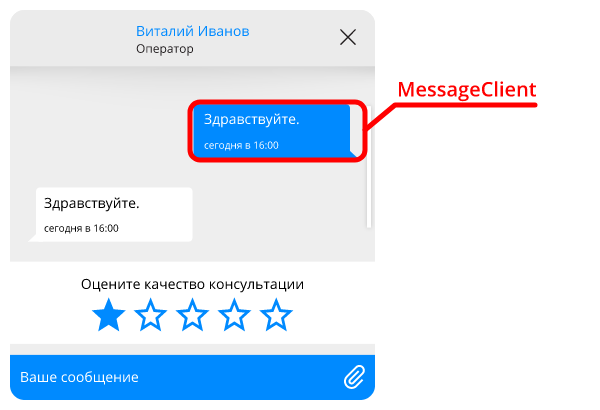 Виталий Иванов
Оператор
MessageClient
Здравствуйте.
сегодня в 16:00
Здравствуйте.
сегодня в 16:00
Оцените качество консультации
Ваше сообщение